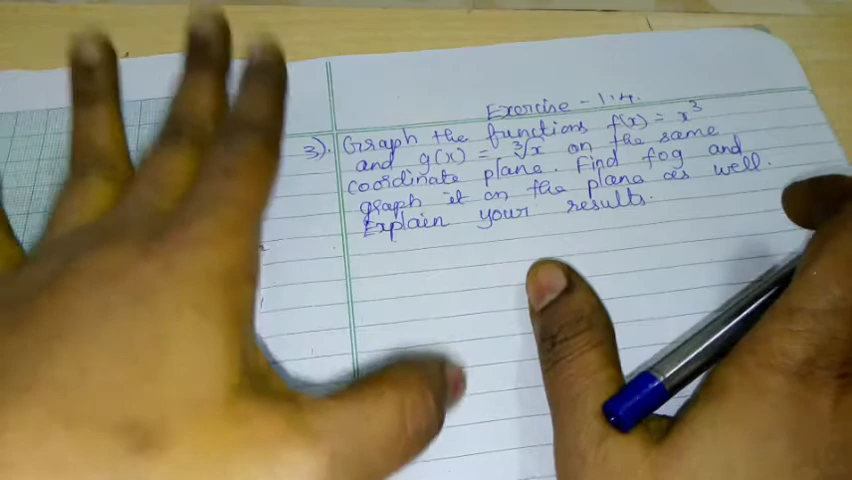 Exercise - 1.4.
3). Graph the functions f(x) = x³
and g(x) = ∛x on the same
coordinate plane. Find fog and
graph it on the plane as well.
Explain your results.